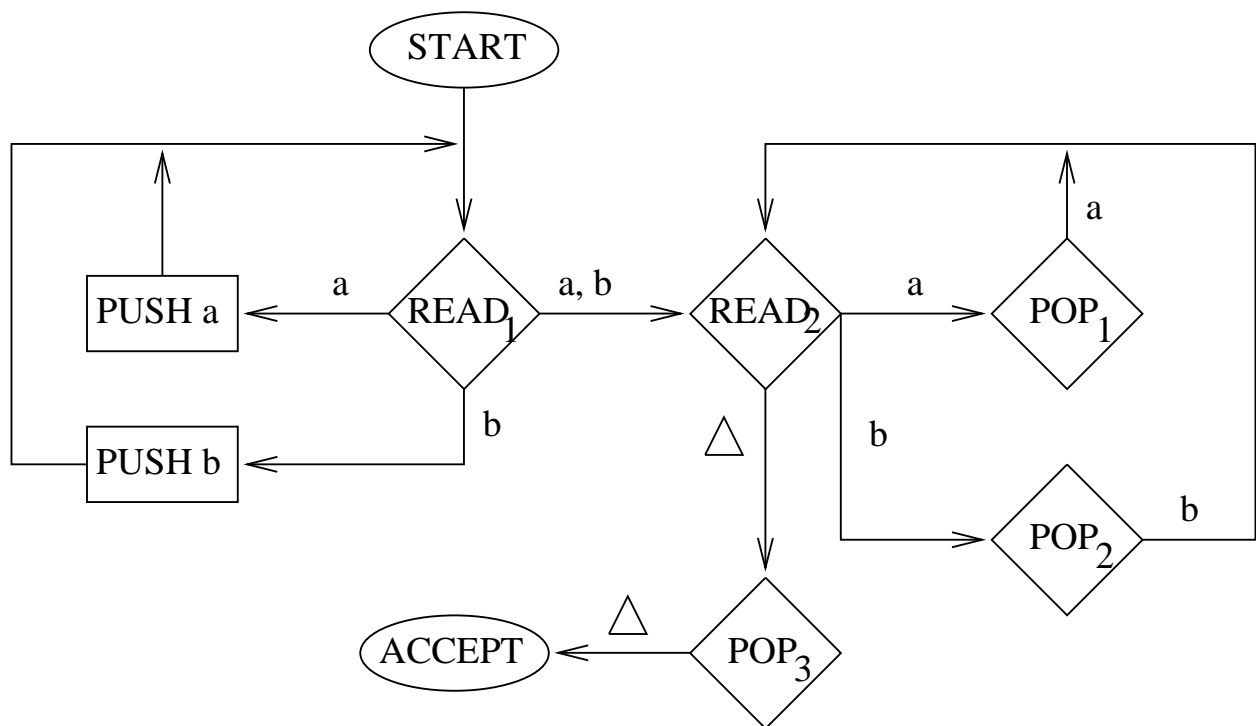 START
a
PUSH a
a
READ1
a, b
READ2
a
POP1
b
PUSH b
△
b
POP2
b
△
ACCEPT
POP3